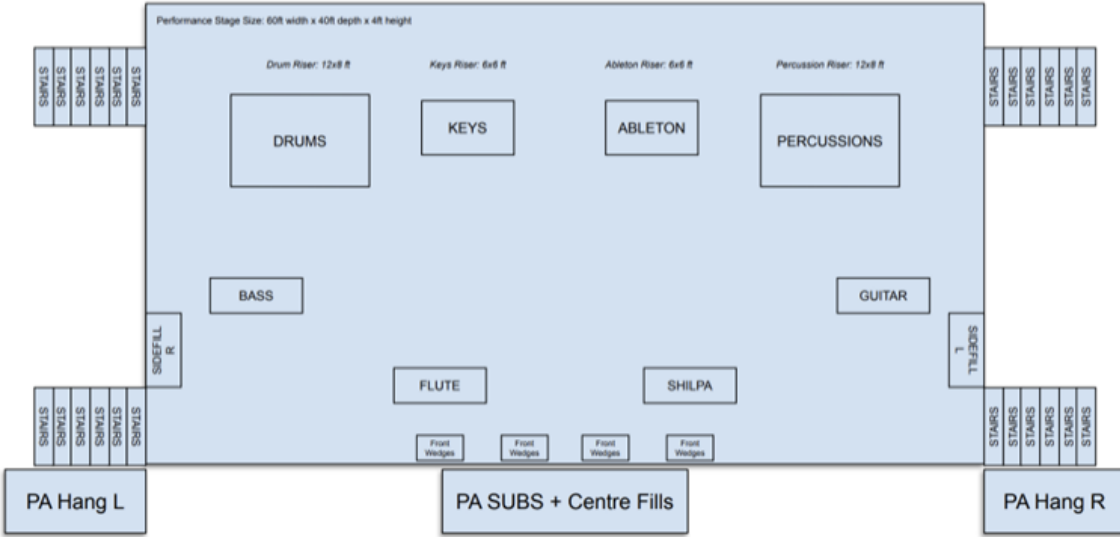 Performance Stage Size: 60ft width x 40ft depth x 4ft height
Drum Riser: 12x8 ft
Keys Riser: 6x6 ft
Ableton Riser: 6x6 ft
Percussion Riser: 12x8 ft
STAIRS
STAIRS
STAIRS
STAIRS
STAIRS
STAIRS
STAIRS
STAIRS
STAIRS
STAIRS
STAIRS
STAIRS
DRUMS
KEYS
ABLETON
PERCUSSIONS
BASS
GUITAR
SIDEFILL
R
SIDEFILL
L
FLUTE
SHILPA
STAIRS
STAIRS
STAIRS
STAIRS
STAIRS
STAIRS
STAIRS
STAIRS
STAIRS
STAIRS
STAIRS
STAIRS
Front
Wedges
Front
Wedges
Front
Wedges
Front
Wedges
PA Hang L
PA SUBS + Centre Fills
PA Hang R